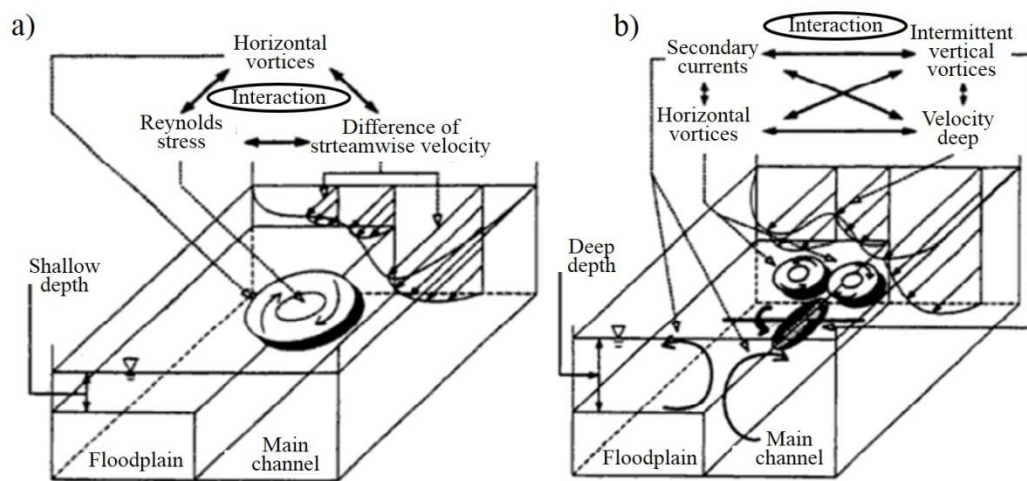 a)
Horizontal
vortices
Interaction
Reynolds
stress
Difference of
strteamwise velocity
Shallow
depth
Floodplain
Main
channel
b)
Interaction
Secondary
currents
Intermittent
vertical
vortices
Horizontal
vortices
Velocity
deep
Deep
depth
Floodplain
Main
channel